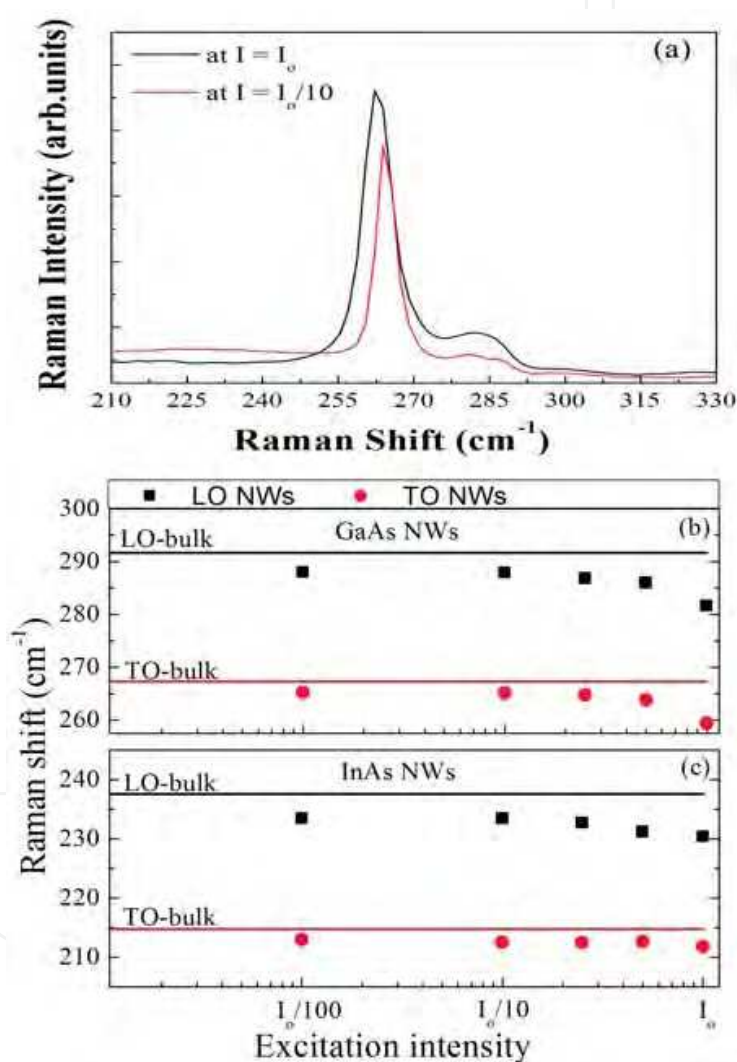 (a)
at I = Iₒ
at I = Iₒ/10
Raman Intensity (arb.units)
210 225 240 255 270 285 300 315 330
Raman Shift (cm⁻¹)
LO NWs TO NWs
300
LO-bulk GaAs NWs (b)
290
280
270
TO-bulk
260
240
LO-bulk InAs NWs (c)
230
220
TO-bulk
210
Raman shift (cm⁻¹)
Iₒ/100 Iₒ/10 Iₒ
Excitation intensity